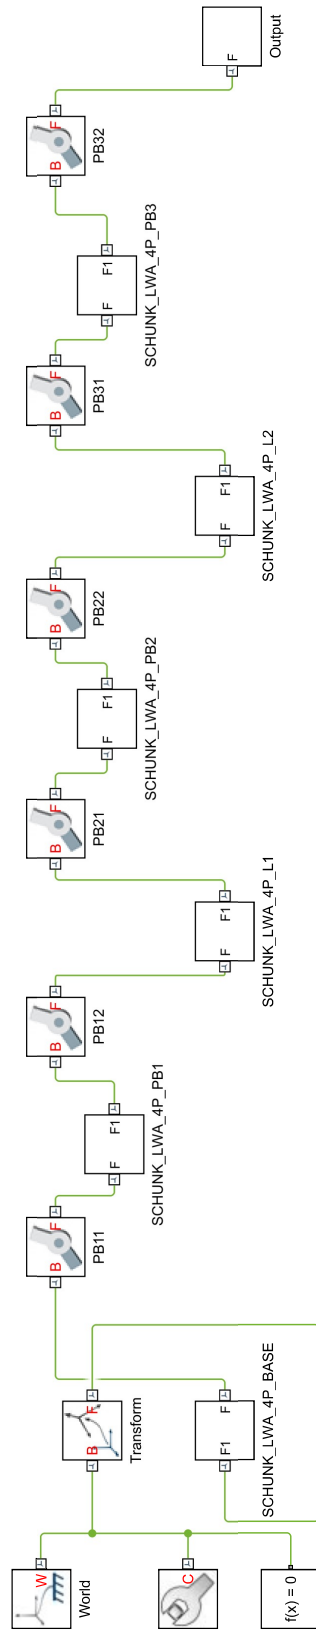 W
World
C
f(x) = 0
B
F
Transform
F1
F
SCHUNK_LWA_4P_BASE
B
F
PB11
F
F1
SCHUNK_LWA_4P_PB1
B
F
PB12
F
F1
SCHUNK_LWA_4P_L1
B
F
PB21
F
F1
SCHUNK_LWA_4P_PB2
B
F
PB22
F
F1
SCHUNK_LWA_4P_L2
B
F
PB31
F
F1
SCHUNK_LWA_4P_PB3
B
F
PB32
F
Output